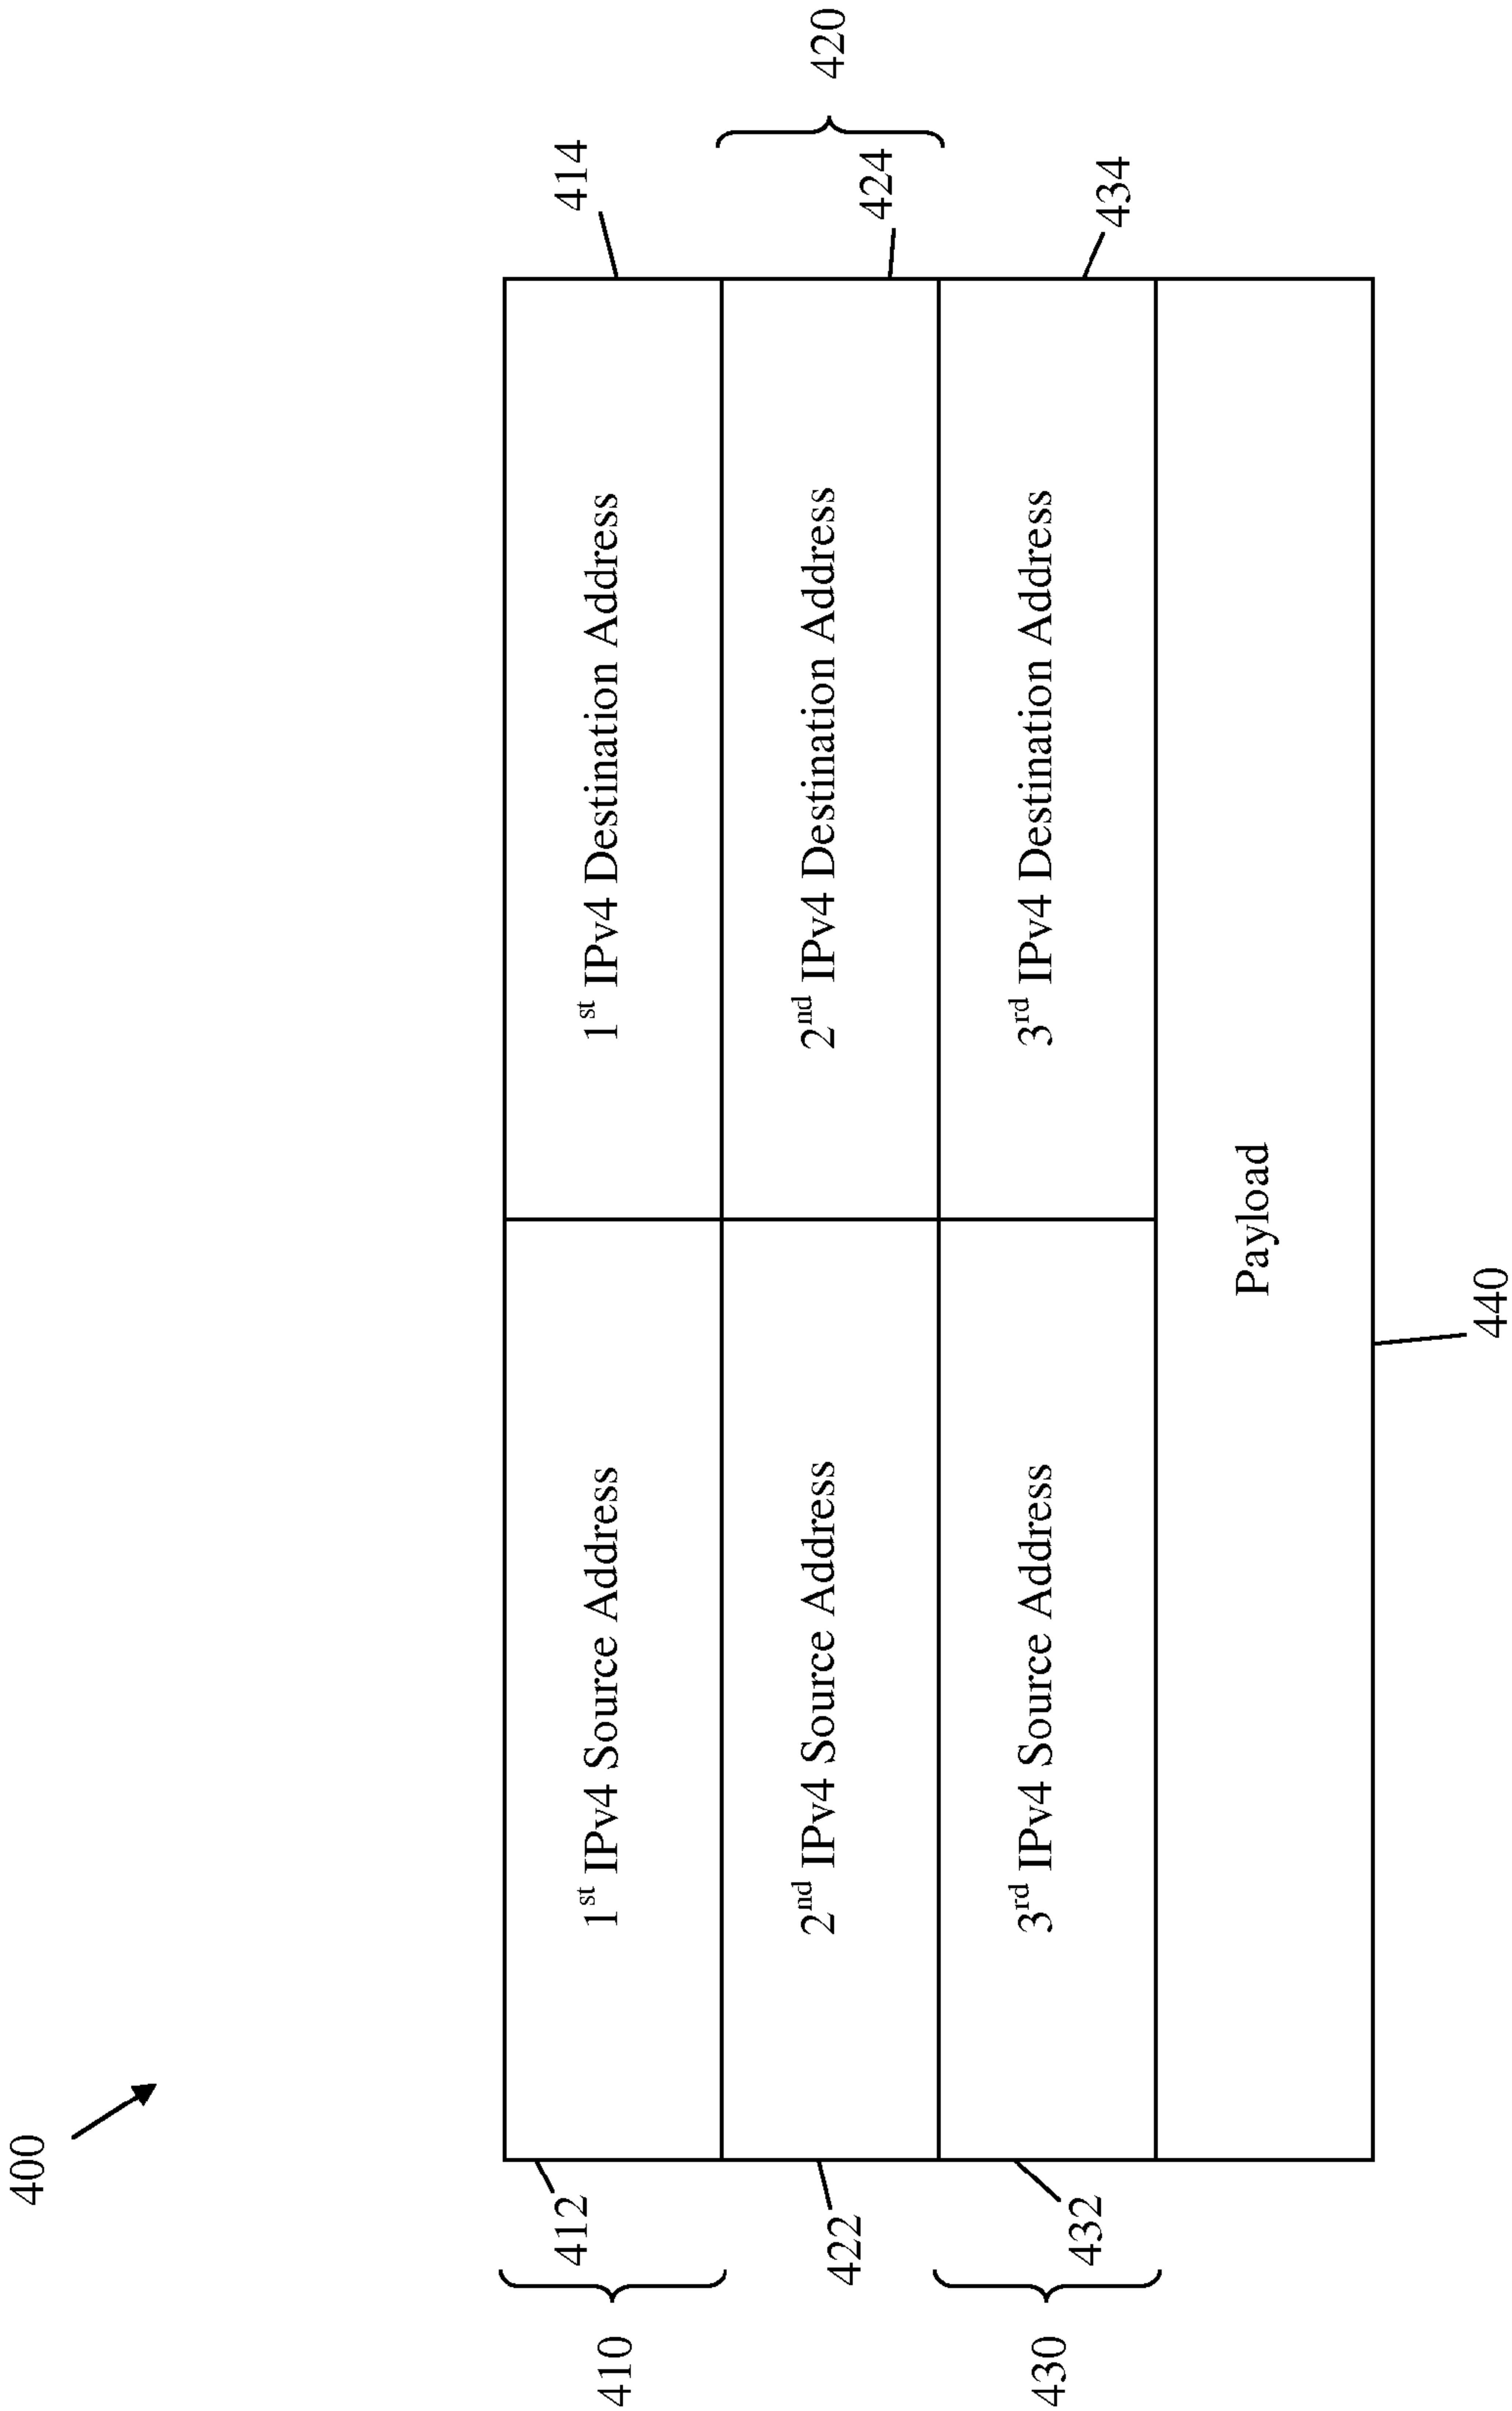 400
410
412
1st IPv4 Source Address
1st IPv4 Destination Address
414
422
2nd IPv4 Source Address
2nd IPv4 Destination Address
424
420
430
432
3rd IPv4 Source Address
3rd IPv4 Destination Address
434
Payload
440